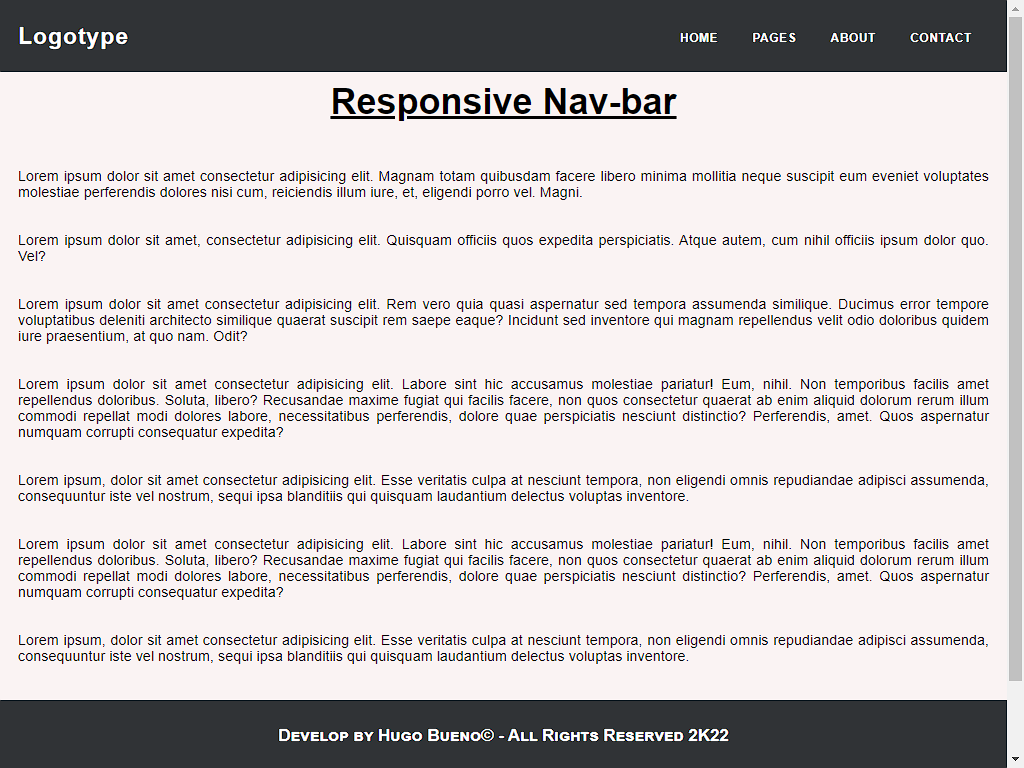 Logotype
HOME PAGES ABOUT CONTACT
Responsive Nav-bar
Lorem ipsum dolor sit amet consectetur adipisicing elit. Magnam totam quibusdam facere libero minima mollitia neque suscipit eum eveniet voluptates
molestiae perferendis dolores nisi cum, reiciendis illum iure, et, eligendi porro vel. Magni.
Lorem ipsum dolor sit amet, consectetur adipisicing elit. Quisquam officiis quos expedita perspiciatis. Atque autem, cum nihil officiis ipsum dolor quo.
Vel?
Lorem ipsum dolor sit amet consectetur adipisicing elit. Rem vero quia quasi aspernatur sed tempora assumenda similique. Ducimus error tempore
voluptatibus deleniti architecto similique quaerat suscipit rem saepe eaque? Incidunt sed inventore qui magnam repellendus velit odio doloribus quidem
iure praesentium, at quo nam. Odit?
Lorem ipsum dolor sit amet consectetur adipisicing elit. Labore sint hic accusamus molestiae pariatur! Eum, nihil. Non temporibus facilis amet
repellendus doloribus. Soluta, libero? Recusandae maxime fugiat qui facilis facere, non quos consectetur quaerat ab enim aliquid dolorum rerum illum
commodi repellat modi dolores labore, necessitatibus perferendis, dolore quae perspiciatis nesciunt distinctio? Perferendis, amet. Quos aspernatur
numquam corrupti consequatur expedita?
Lorem ipsum, dolor sit amet consectetur adipisicing elit. Esse veritatis culpa at nesciunt tempora, non eligendi omnis repudiandae adipisci assumenda,
consequuntur iste vel nostrum, sequi ipsa blanditiis qui quisquam laudantium delectus voluptas inventore.
Lorem ipsum dolor sit amet consectetur adipisicing elit. Labore sint hic accusamus molestiae pariatur! Eum, nihil. Non temporibus facilis amet
repellendus doloribus. Soluta, libero? Recusandae maxime fugiat qui facilis facere, non quos consectetur quaerat ab enim aliquid dolorum rerum illum
commodi repellat modi dolores labore, necessitatibus perferendis, dolore quae perspiciatis nesciunt distinctio? Perferendis, amet. Quos aspernatur
numquam corrupti consequatur expedita?
Lorem ipsum, dolor sit amet consectetur adipisicing elit. Esse veritatis culpa at nesciunt tempora, non eligendi omnis repudiandae adipisci assumenda,
consequuntur iste vel nostrum, sequi ipsa blanditiis qui quisquam laudantium delectus voluptas inventore.
Develop by Hugo Bueno© - All Rights Reserved 2K22